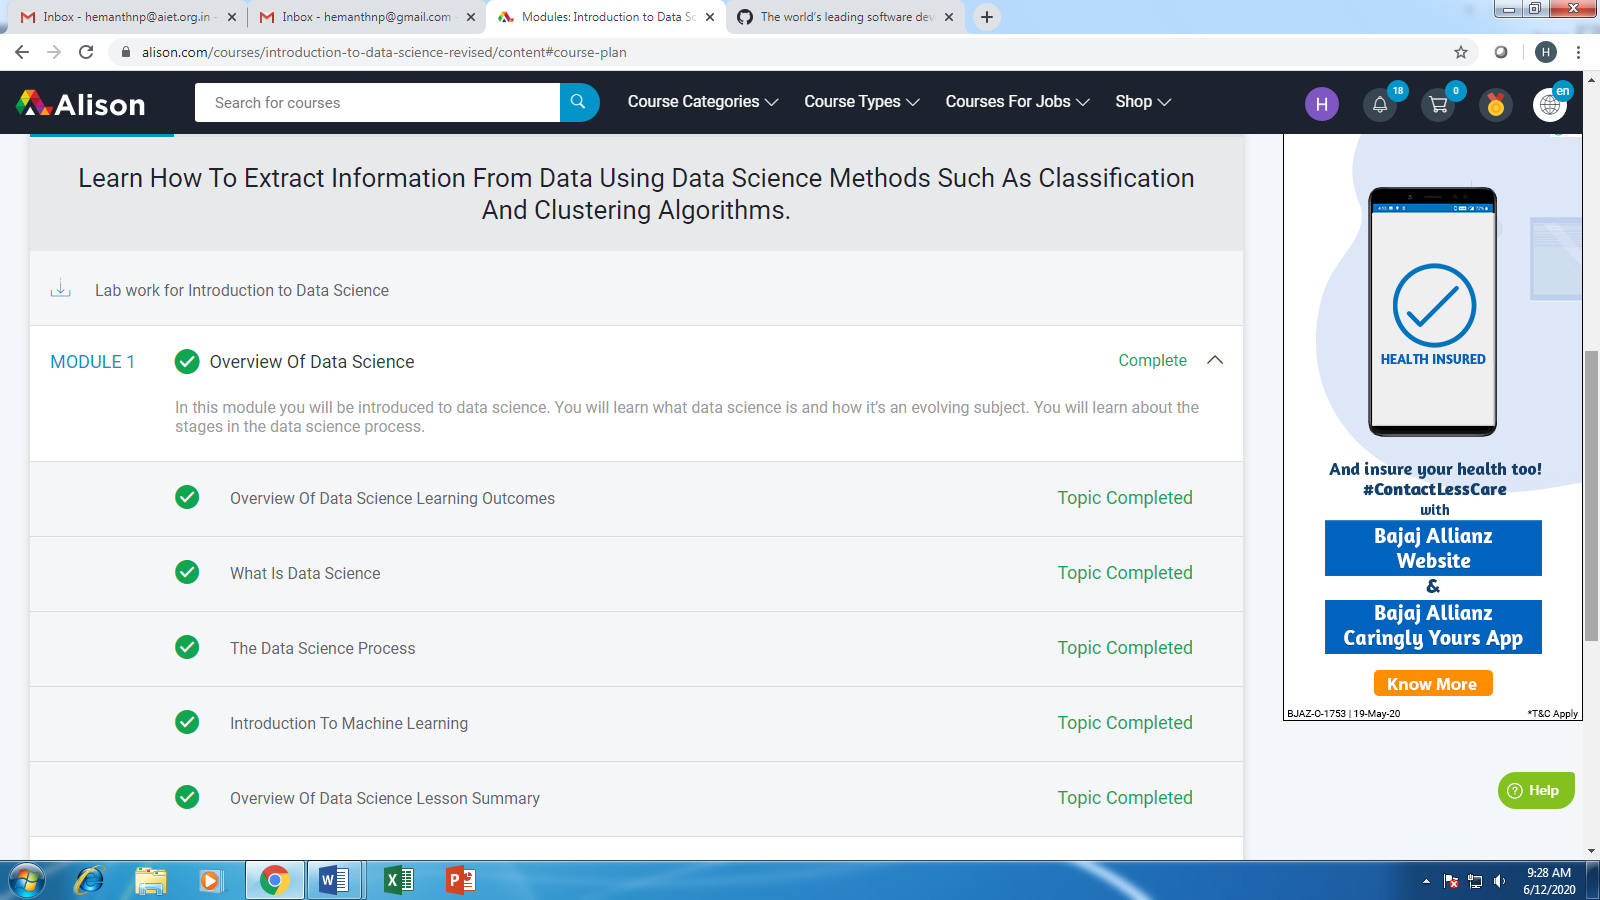 Inbox - hemanthnp@aiet.org.in -
Inbox - hemanthnp@gmail.com -
Modules: Introduction to Data Sc
The world's leading software dev
alison.com/courses/introduction-to-data-science-revised/content#course-plan
H
Alison
Search for courses
Course Categories
Course Types
Courses For Jobs
Shop
H
18
0
en
Learn How To Extract Information From Data Using Data Science Methods Such As Classification
And Clustering Algorithms.
Lab work for Introduction to Data Science
MODULE 1
Overview Of Data Science
Complete
In this module you will be introduced to data science. You will learn what data science is and how it's an evolving subject. You will learn about the
stages in the data science process.
Overview Of Data Science Learning Outcomes
Topic Completed
What Is Data Science
Topic Completed
The Data Science Process
Topic Completed
Introduction To Machine Learning
Topic Completed
Overview Of Data Science Lesson Summary
Topic Completed
HEALTH INSURED
And insure your health too!
#ContactLessCare
with
Bajaj Allianz
Website
&
Bajaj Allianz
Caringly Yours App
Know More
BJAZ-O-1753 | 19-May-20
*T&C Apply
Help
9:28 AM
6/12/2020